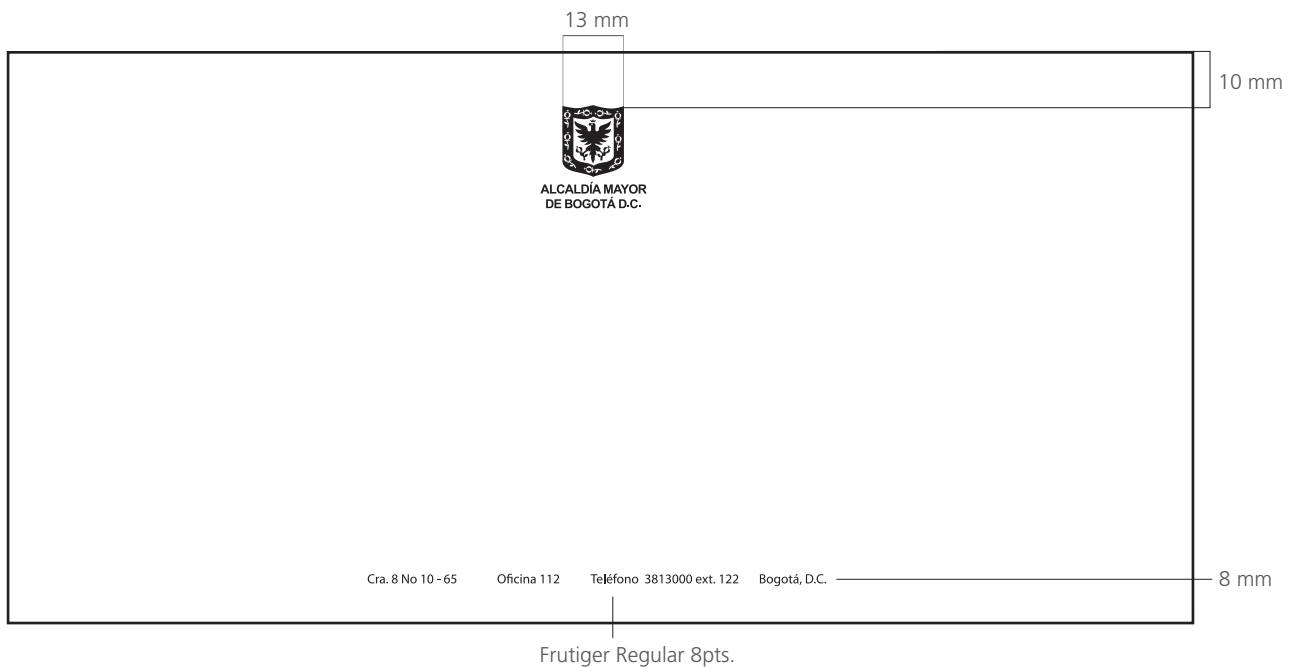 13 mm
10 mm
ALCALDÍA MAYOR
DE BOGOTÁ D.C.
Cra. 8 No 10 - 65 Oficina 112 Teléfono 3813000 ext. 122 Bogotá, D.C.
8 mm
Frutiger Regular 8pts.